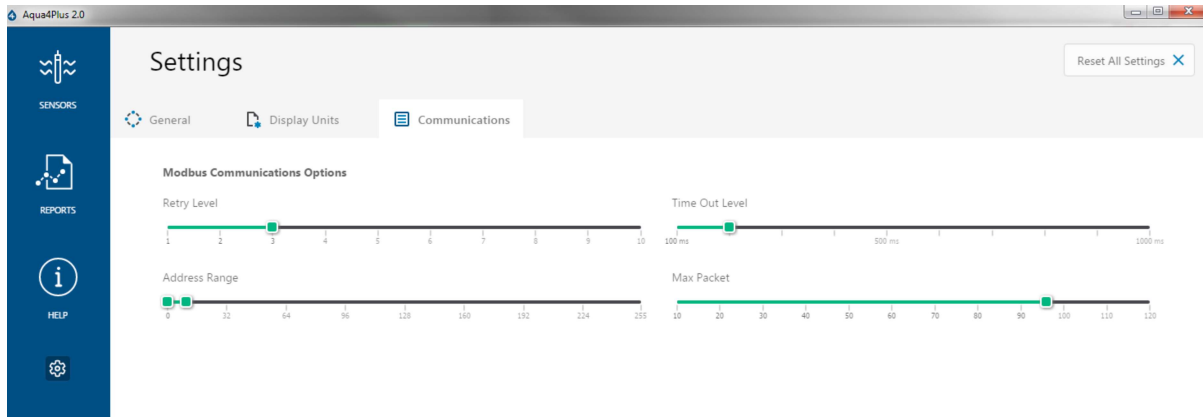 Aqua4Plus 2.0
SENSORS
REPORTS
HELP
Settings
Reset All Settings
General
Display Units
Communications
Modbus Communications Options
Retry Level
1 2 3 4 5 6 7 8 9 10
Time Out Level
100 ms 500 ms 1000 ms
Address Range
0 32 64 96 128 160 192 224 255
Max Packet
10 20 30 40 50 60 70 80 90 100 110 120